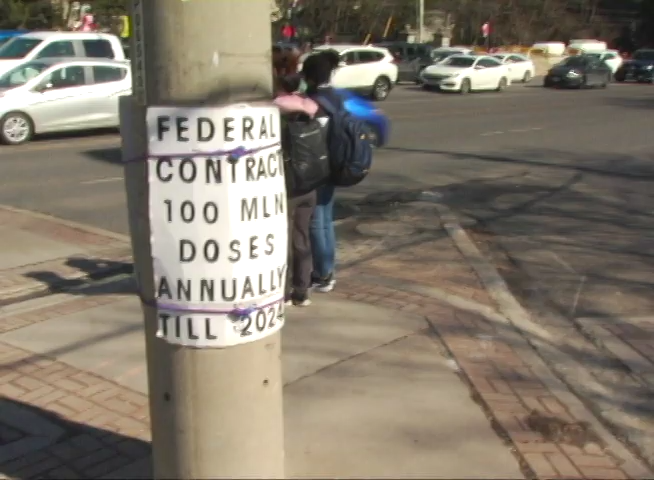 FEDERAL
CONTRACT
100 MLN
DOSES
ANNUALLY
TILL 2024